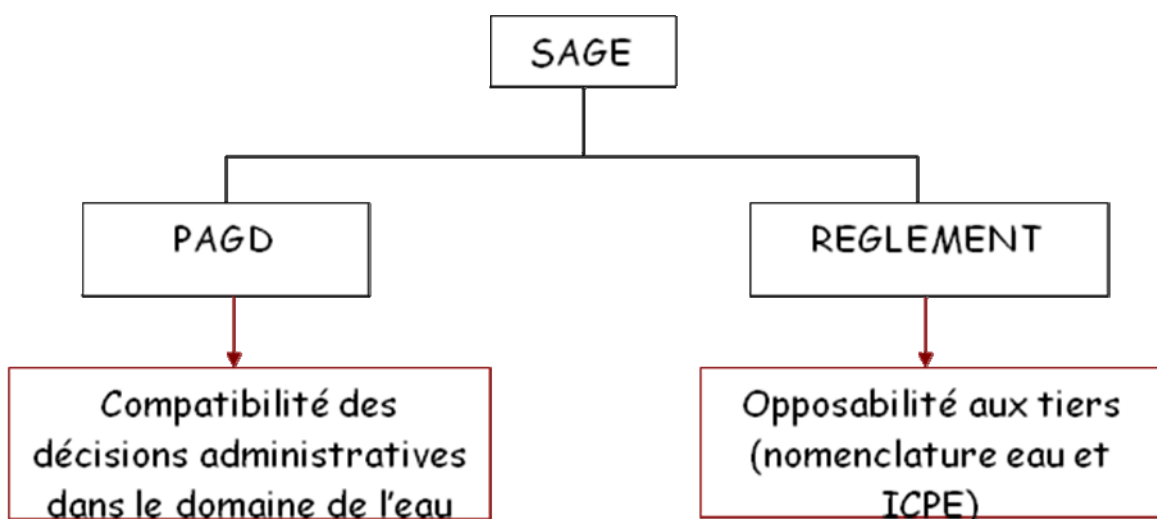 SAGE
PAGD
REGLEMENT
Compatibilité des
décisions administratives
dans le domaine de l'eau
Opposabilité aux tiers
(nomenclature eau et
ICPE)